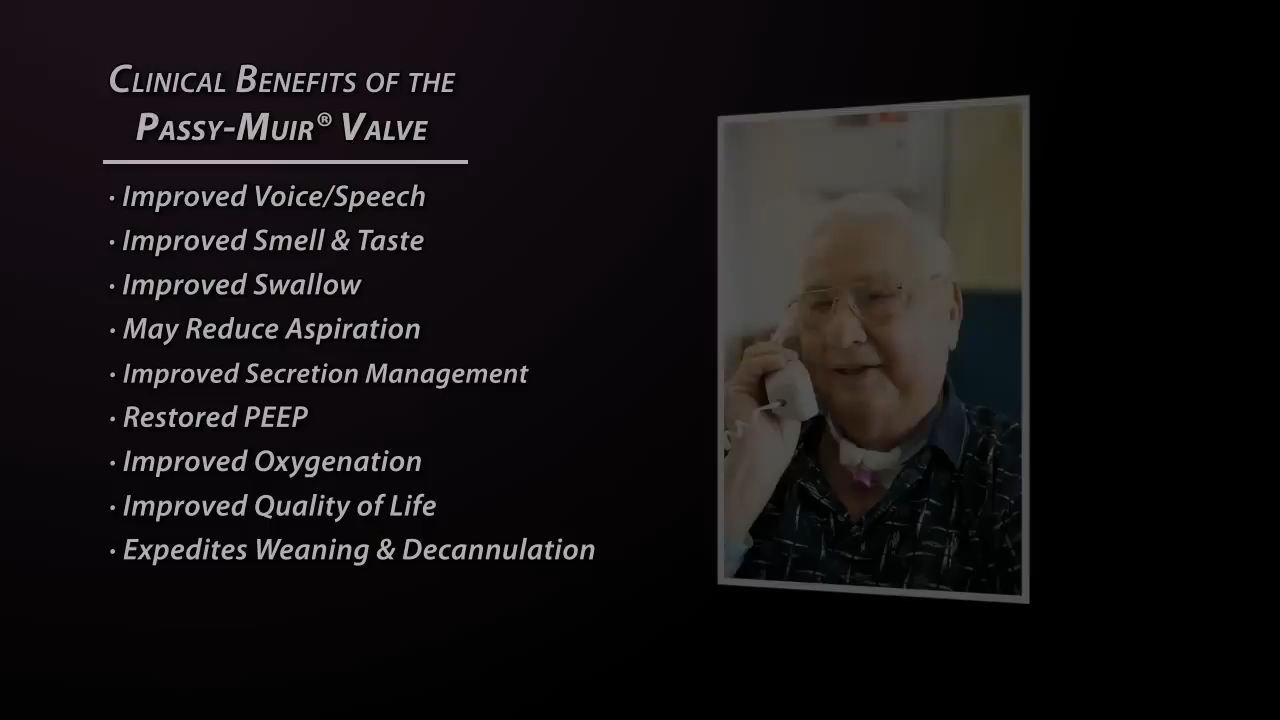 Clinical Benefits of the
Passy-Muir® Valve
· Improved Voice/Speech
· Improved Smell & Taste
· Improved Swallow
· May Reduce Aspiration
· Improved Secretion Management
· Restored PEEP
· Improved Oxygenation
· Improved Quality of Life
· Expedites Weaning & Decannulation